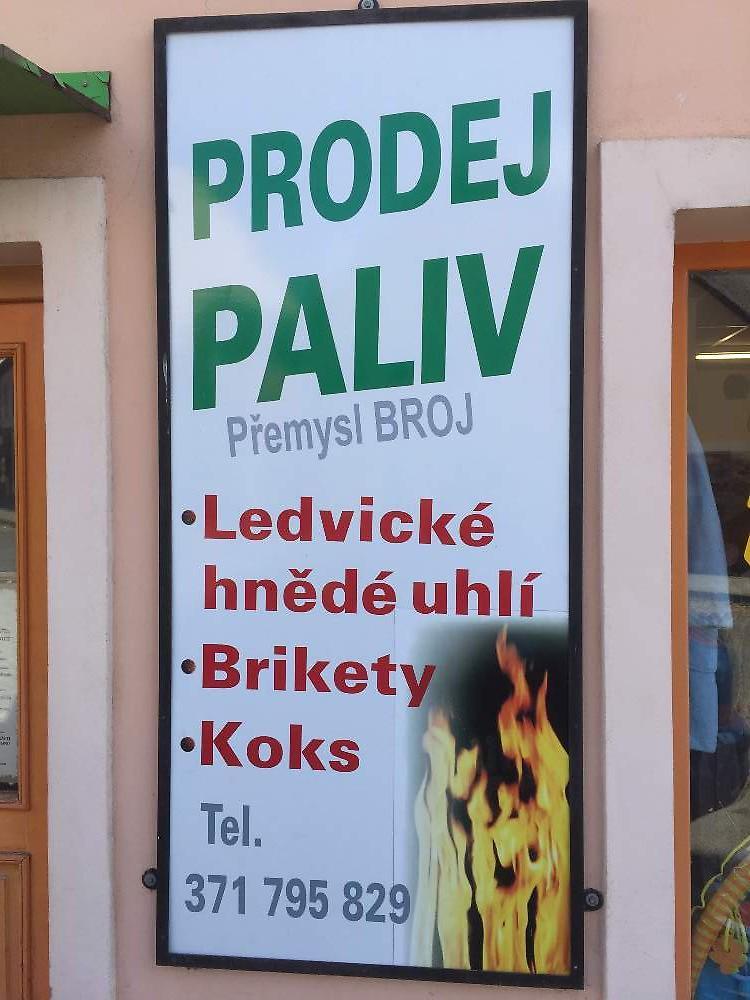 PRODEJ
PALIV
Přemysl BROJ
•Ledvické
hnědé uhlí
•Brikety
•Koks
Tel.
371 795 829